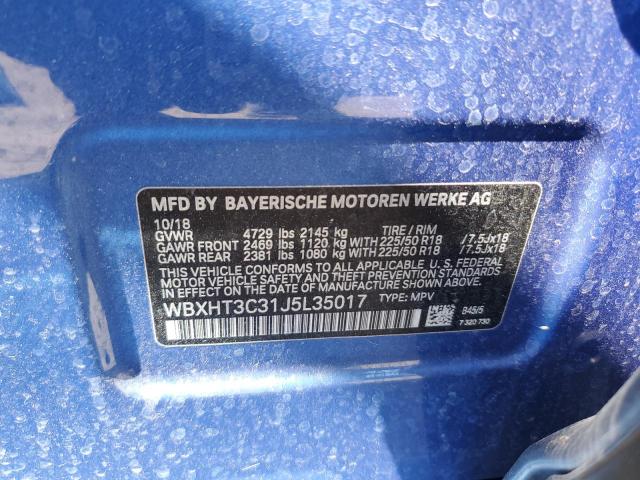 MFD BY BAYERISCHE MOTOREN WERKE AG
10/18
GVWR 4729 lbs 2145 kg TIRE / RIM
GAWR FRONT 2469 lbs 1120 kg WITH 225/50 R18 / 7.5Jx18
GAWR REAR 2381 lbs 1080 kg WITH 225/50 R18 / 7.5Jx18
THIS VEHICLE CONFORMS TO ALL APPLICABLE U.S. FEDERAL
MOTOR VEHICLE SAFETY AND THEFT PREVENTION
STANDARDS IN EFFECT ON THE DATE OF MANUFACTURE
SHOWN ABOVE.
WBXHT3C31J5L35017 TYPE: MPV
B45/5
7 320 730